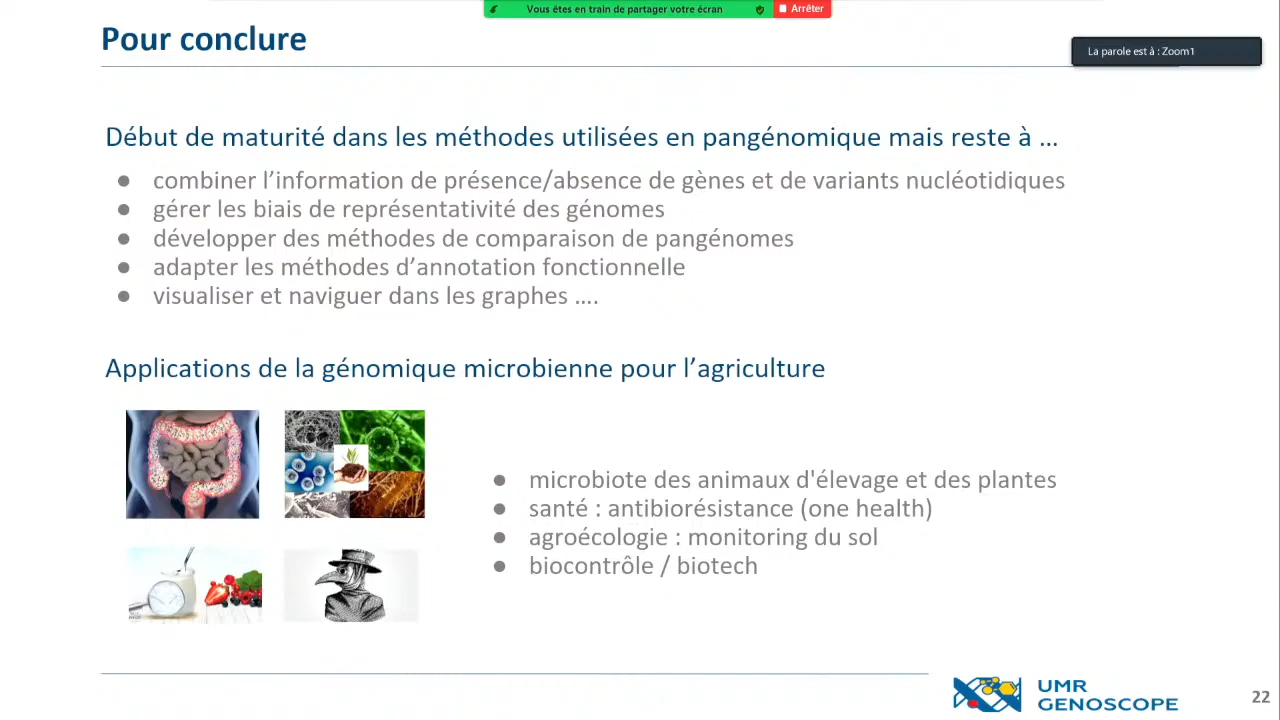 Vous êtes en train de partager votre écran
Arrêter
Pour conclure
La parole est à : Zoom1
Début de maturité dans les méthodes utilisées en pangénomique mais reste à ...
● combiner l’information de présence/absence de gènes et de variants nucléotidiques
● gérer les biais de représentativité des génomes
● développer des méthodes de comparaison de pangénomes
● adapter les méthodes d’annotation fonctionnelle
● visualiser et naviguer dans les graphes ....
Applications de la génomique microbienne pour l’agriculture
● microbiote des animaux d'élevage et des plantes
● santé : antibiorésistance (one health)
● agroécologie : monitoring du sol
● biocontrôle / biotech
UMR
GENOSCOPE
22